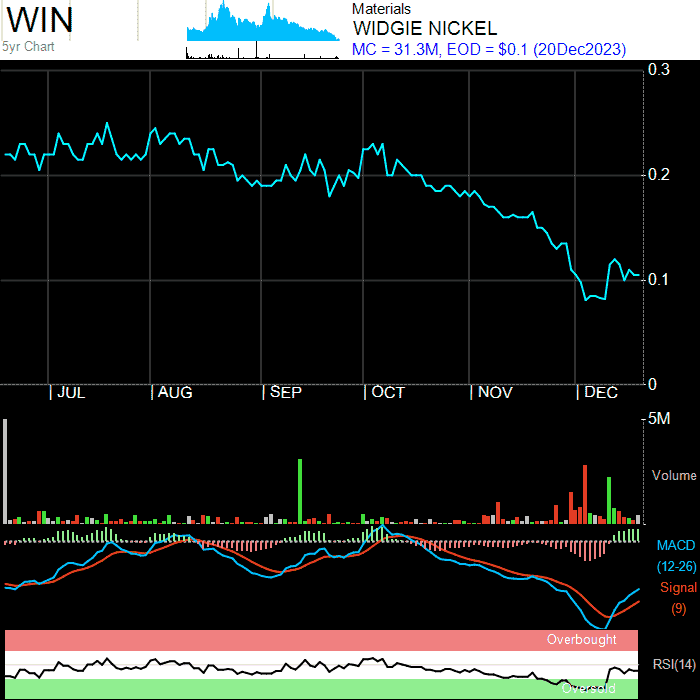 WIN
5yr Chart
Materials
WIDGIE NICKEL
MC = 31.3M, EOD = $0.1 (20Dec2023)
0.3
0.2
0.1
0
| JUL | AUG | SEP | OCT | NOV | DEC
5M
Volume
MACD
(12-26)
Signal
(9)
Overbought
RSI(14)
Oversold